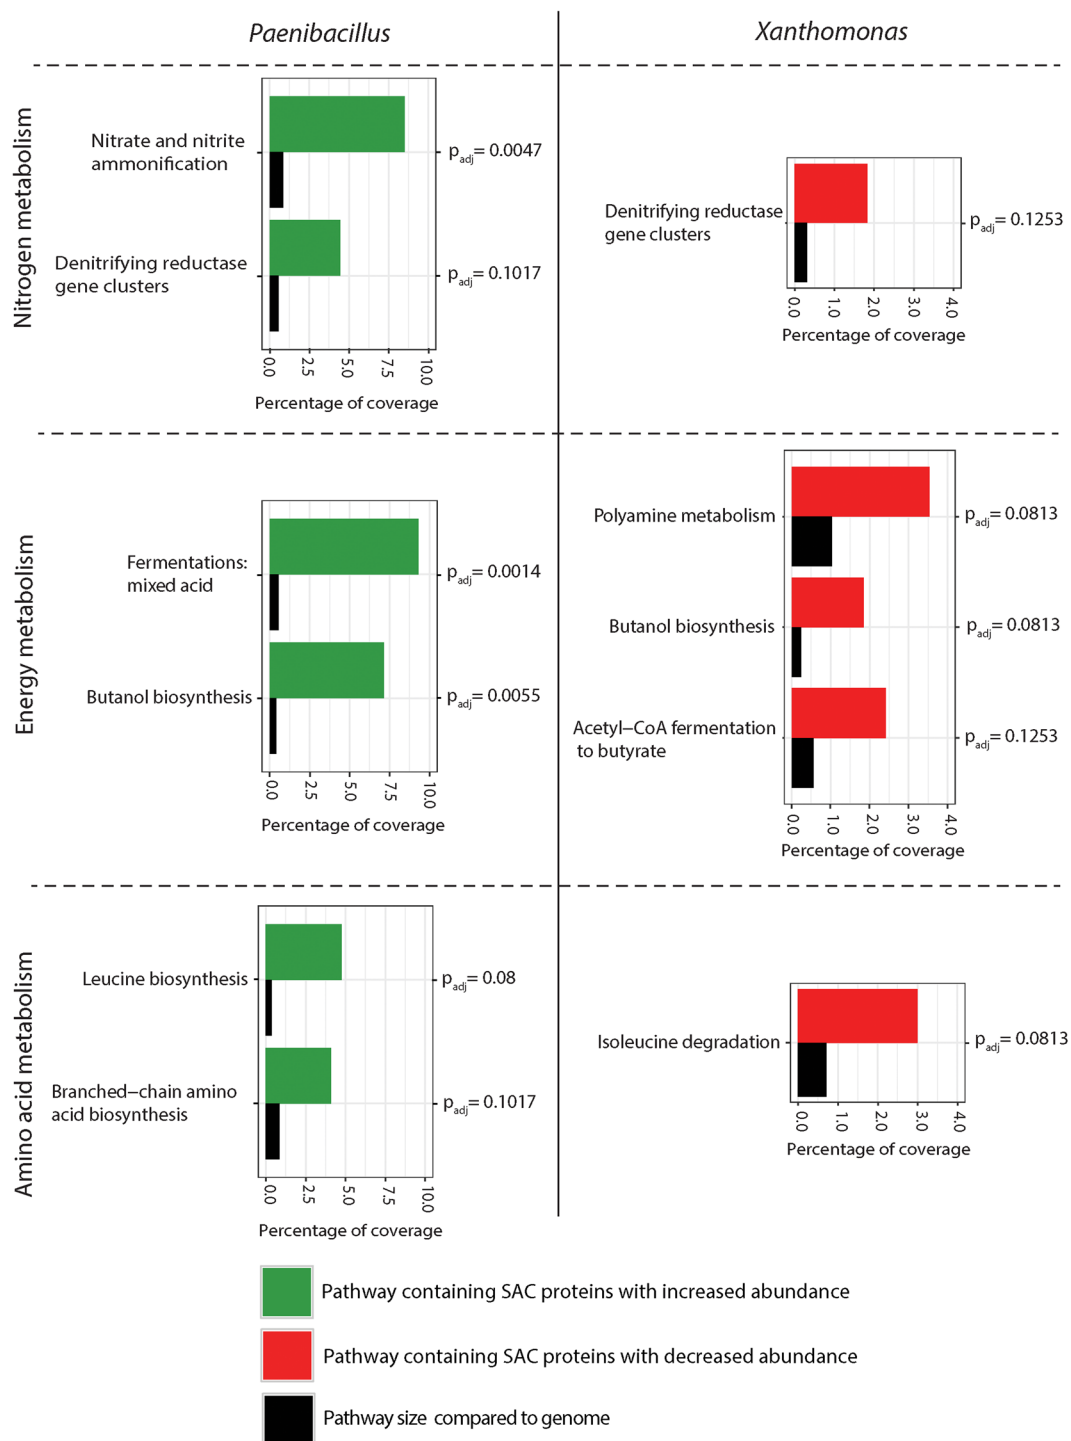 Paenibacillus
Xanthomonas
Nitrogen metabolism
Nitrate and nitrite
ammonification
padj= 0.0047
Denitrifying reductase
gene clusters
padj= 0.1017
0.0 2.5 5.0 7.5 10.0
Percentage of coverage
Denitrifying reductase
gene clusters
padj= 0.1253
0.0 1.0 2.0 3.0 4.0
Percentage of coverage
Energy metabolism
Fermentations:
mixed acid
padj= 0.0014
Butanol biosynthesis
padj= 0.0055
0.0 2.5 5.0 7.5 10.0
Percentage of coverage
Polyamine metabolism
padj= 0.0813
Butanol biosynthesis
padj= 0.0813
Acetyl−CoA fermentation
to butyrate
padj= 0.1253
0.0 1.0 2.0 3.0 4.0
Percentage of coverage
Amino acid metabolism
Leucine biosynthesis
padj= 0.08
Branched−chain amino
acid biosynthesis
padj= 0.1017
0.0 2.5 5.0 7.5 10.0
Percentage of coverage
Isoleucine degradation
padj= 0.0813
0.0 1.0 2.0 3.0 4.0
Percentage of coverage
Pathway containing SAC proteins with increased abundance
Pathway containing SAC proteins with decreased abundance
Pathway size compared to genome